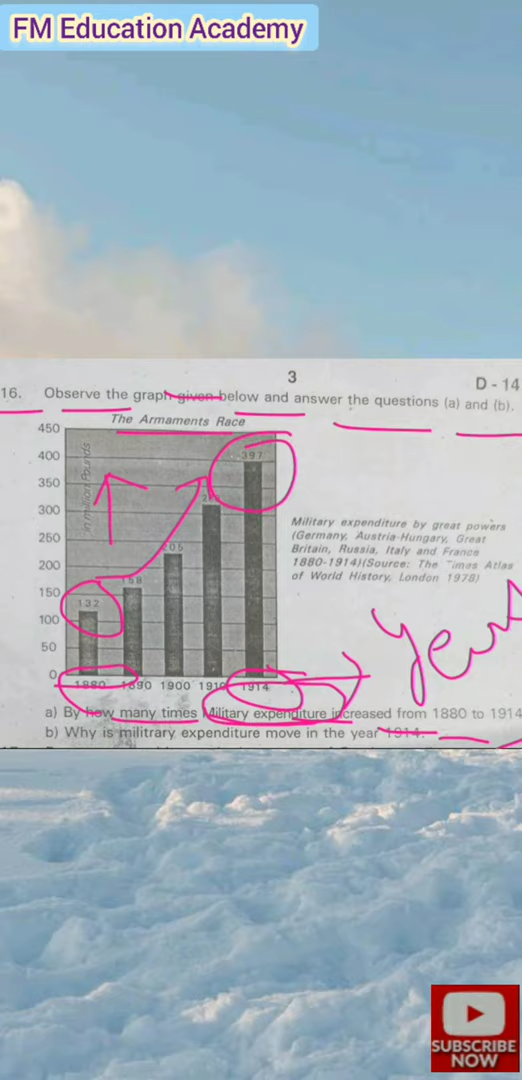 FM Education Academy
3
D - 14
16. Observe the graph given below and answer the questions (a) and (b).
The Armaments Race
450
400
350
300
250
200
150
100
50
0
in million Pounds
132
158
205
397
1880 1890 1900 1910 1914
Military expenditure by great powers
(Germany, Austria-Hungary, Great
Britain, Russia, Italy and France
1880-1914)(Source: The Times Atlas
of World History, London 1978)
a) By how many times Military expenditure increased from 1880 to 1914
b) Why is militrary expenditure move in the year 1914.
SUBSCRIBE
NOW